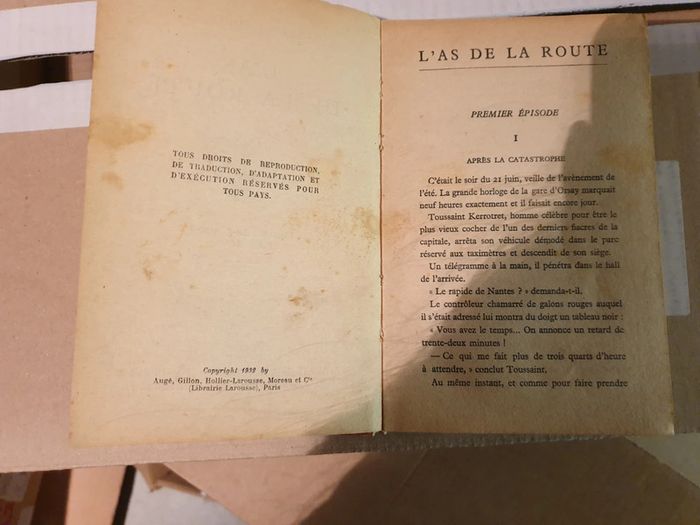 TOUS DROITS DE REPRODUCTION,
DE TRADUCTION, D'ADAPTATION ET
D'EXÉCUTION RÉSERVÉS POUR
TOUS PAYS.
Copyright 1932 by
Augé, Gillon, Hollier-Larousse, Moreau et Cie
(Librairie Larousse), Paris
L'AS DE LA ROUTE
PREMIER ÉPISODE
I
APRÈS LA CATASTROPHE
C'était le soir du 21 juin, veille de l'avènement de
l'été. La grande horloge de la gare d'Orsay marquait
neuf heures exactement et il faisait encore jour.
Toussaint Kerrotret, homme célèbre pour être le
plus vieux cocher de l'un des derniers fiacres de la
capitale, arrêta son véhicule démodé dans le parc
réservé aux taximètres et descendit de son siège.
Un télégramme à la main, il pénétra dans le hall
de l'arrivée.
« Le rapide de Nantes ? » demanda-t-il.
Le contrôleur chamarré de galons rouges auquel
il s'était adressé lui montra du doigt un tableau noir :
« Vous avez le temps... On annonce un retard de
trente-deux minutes !
— Ce qui me fait plus de trois quarts d'heure
à attendre, » conclut Toussaint.
Au même instant, et comme pour faire prendre